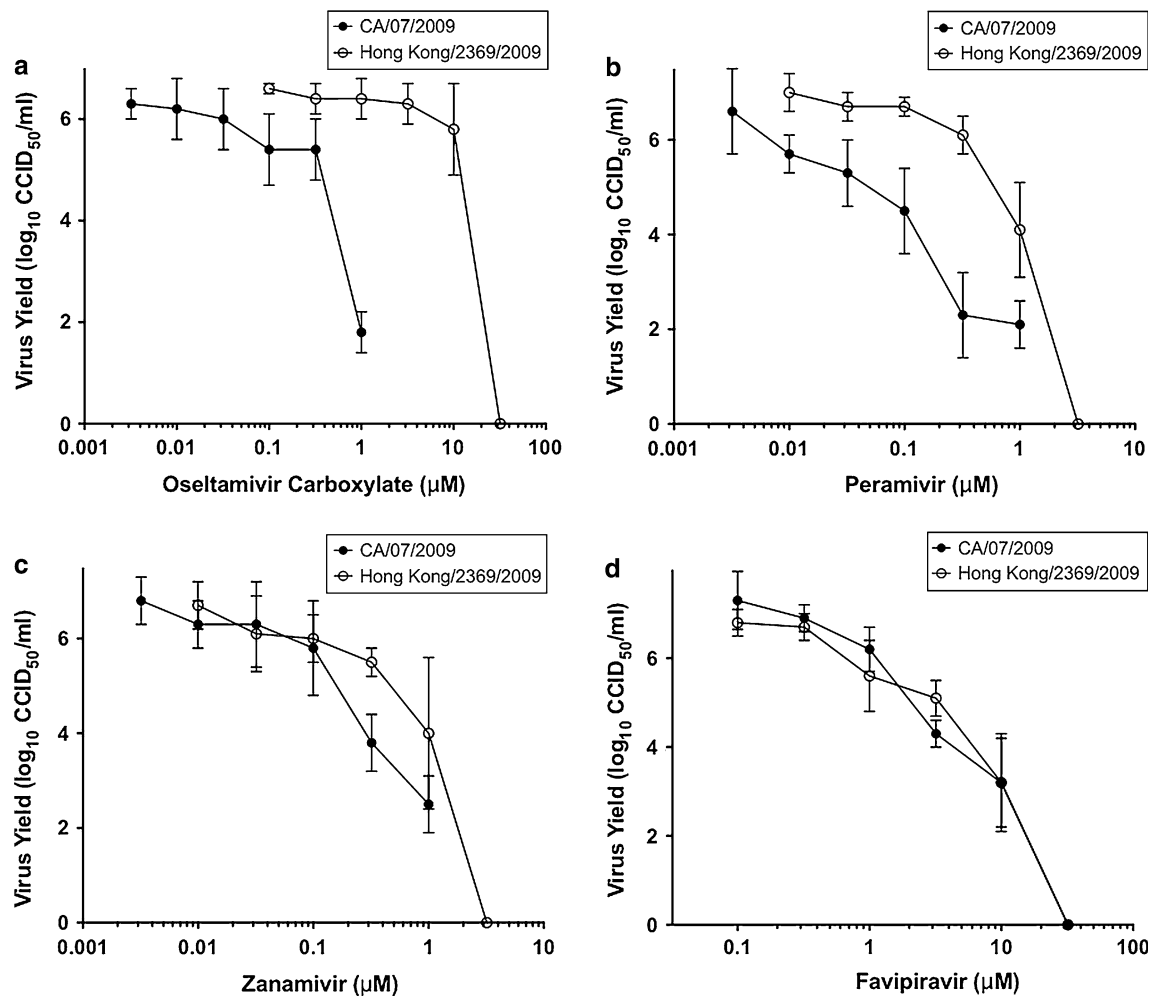 a
CA/07/2009
Hong Kong/2369/2009
Virus Yield (log10 CCID50/ml)
6
4
2
0
0.001 0.01 0.1 1 10 100
Oseltamivir Carboxylate (µM)
b
CA/07/2009
Hong Kong/2369/2009
Virus Yield (log10 CCID50/ml)
6
4
2
0
0.001 0.01 0.1 1 10
Peramivir (µM)
c
CA/07/2009
Hong Kong/2369/2009
Virus Yield (log10 CCID50/ml)
6
4
2
0
0.001 0.01 0.1 1 10
Zanamivir (µM)
d
CA/07/2009
Hong Kong/2369/2009
Virus Yield (log10 CCID50/ml)
6
4
2
0
0.1 1 10 100
Favipiravir (µM)